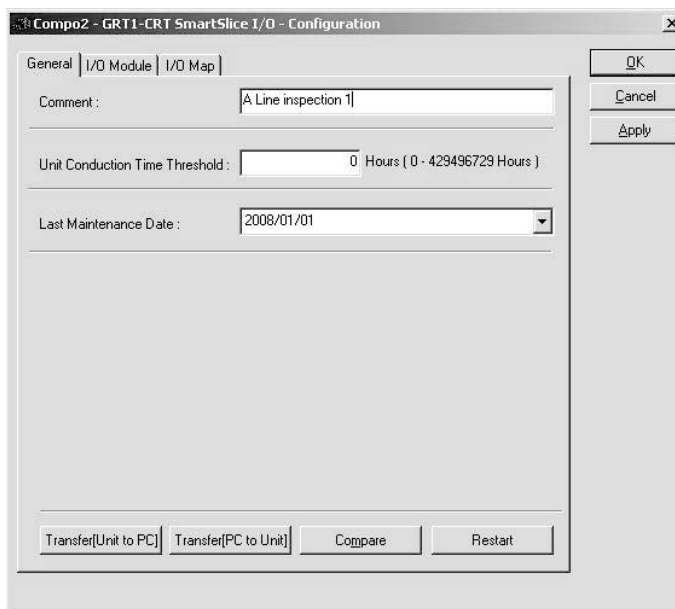 Compo2 - GRT1-CRT SmartSlice I/O - Configuration
General I/O Module I/O Map
OK
Cancel
Apply
Comment :
A Line inspection 1
Unit Conduction Time Threshold :
0 Hours ( 0 - 429496729 Hours )
Last Maintenance Date :
2008/01/01
Transfer[Unit to PC] Transfer[PC to Unit] Compare Restart